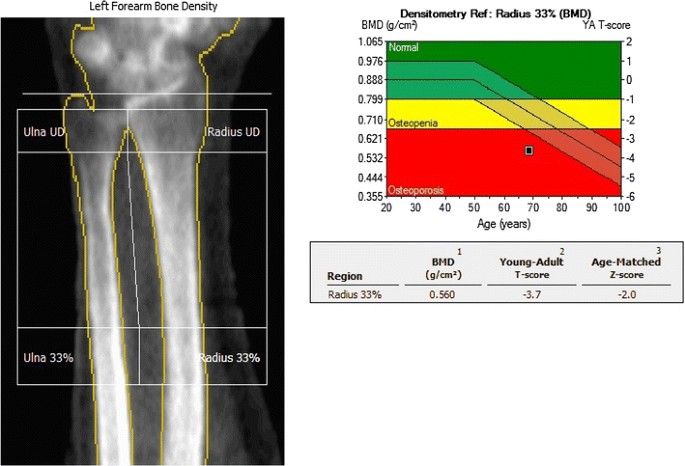 Left Forearm Bone Density
Ulna UD
Radius UD
Ulna 33%
Radius 33%
Densitometry Ref: Radius 33% (BMD)
BMD (g/cm²)
YA T-score
1.065
0.976
0.888
0.799
0.710
0.621
0.532
0.444
0.355
Normal
Osteopenia
Osteoporosis
2
1
0
-1
-2
-3
-4
-5
-6
20 30 40 50 60 70 80 90 100
Age (years)
1 2 3
BMD Young-Adult Age-Matched
Region (g/cm²) T-score Z-score
Radius 33% 0.560 -3.7 -2.0